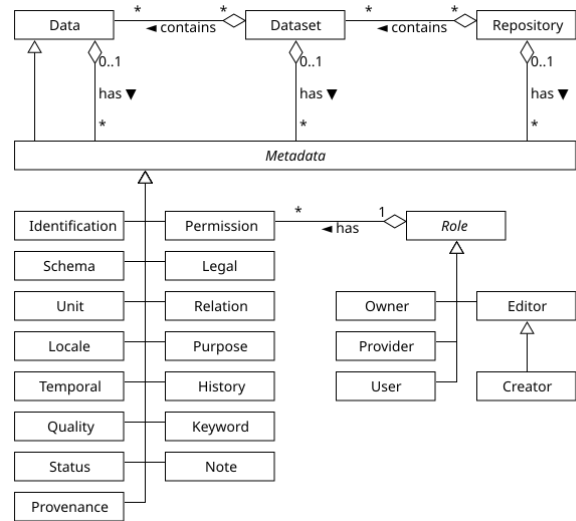 Data
*
◄ contains
*
Dataset
*
◄ contains
*
Repository
0..1
has ▼
*
0..1
has ▼
*
0..1
has ▼
*
Metadata
Identification
Permission
*
◄ has
1
Role
Schema
Legal
Unit
Relation
Owner
Editor
Locale
Purpose
Provider
Temporal
History
User
Creator
Quality
Keyword
Status
Note
Provenance